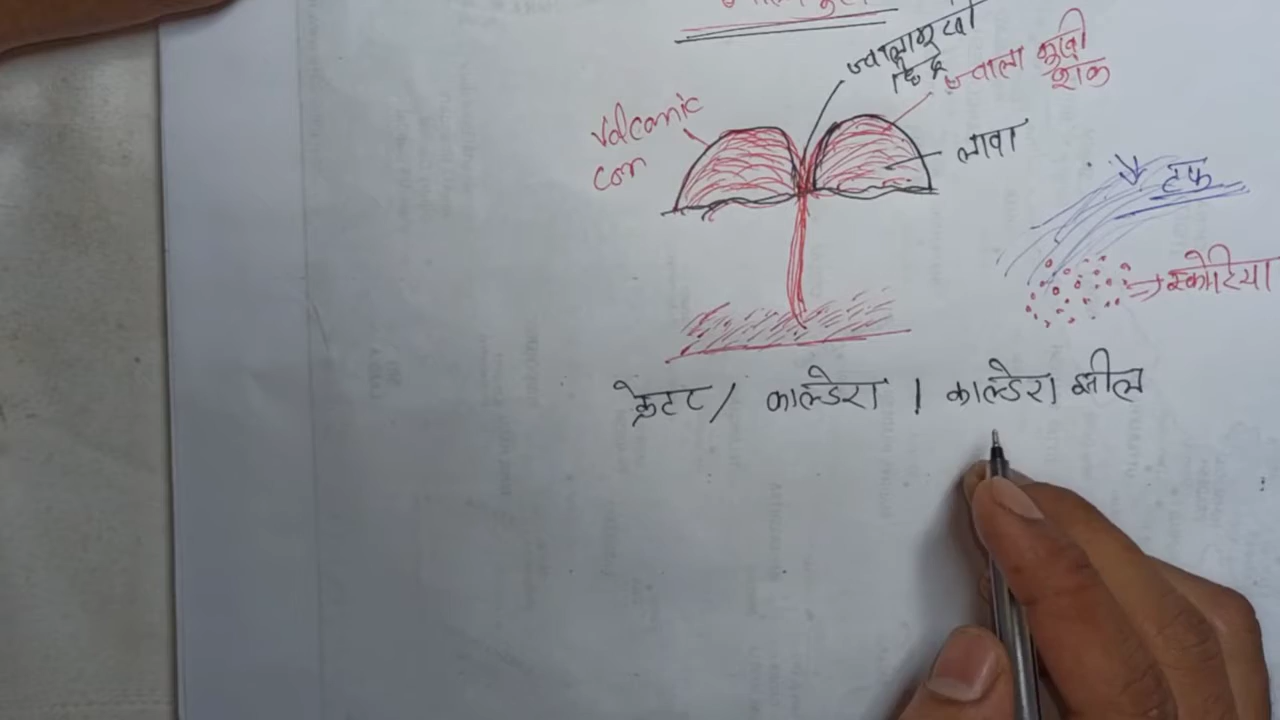 ज्वालामुखी
छिद्र
ज्वाला मुखी
शंकु
Volcanic
con
लावा
टफ
स्कोरिया
क्रेटर / काल्डेरा | काल्डेरा झील